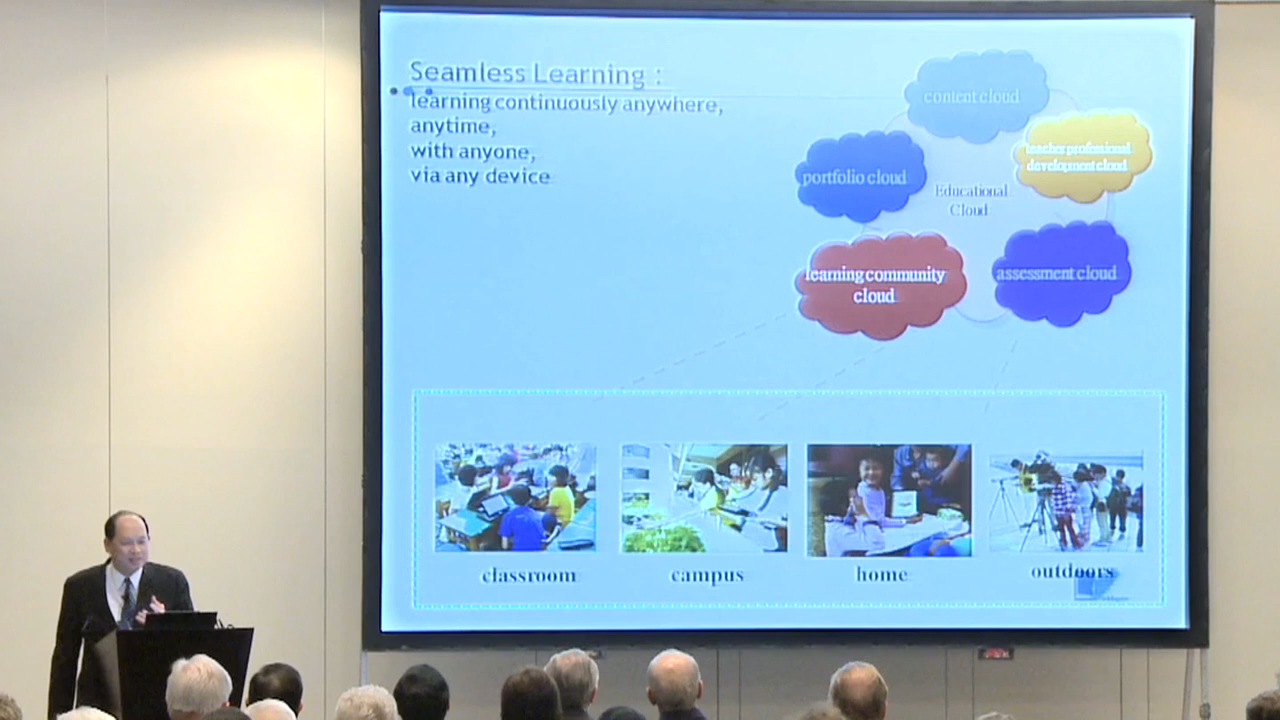 Seamless Learning :
learning continuously anywhere,
anytime,
with anyone,
via any device
content cloud
teacher professional
development cloud
portfolio cloud
Educational
Cloud
learning community
cloud
assessment cloud
classroom
campus
home
outdoors